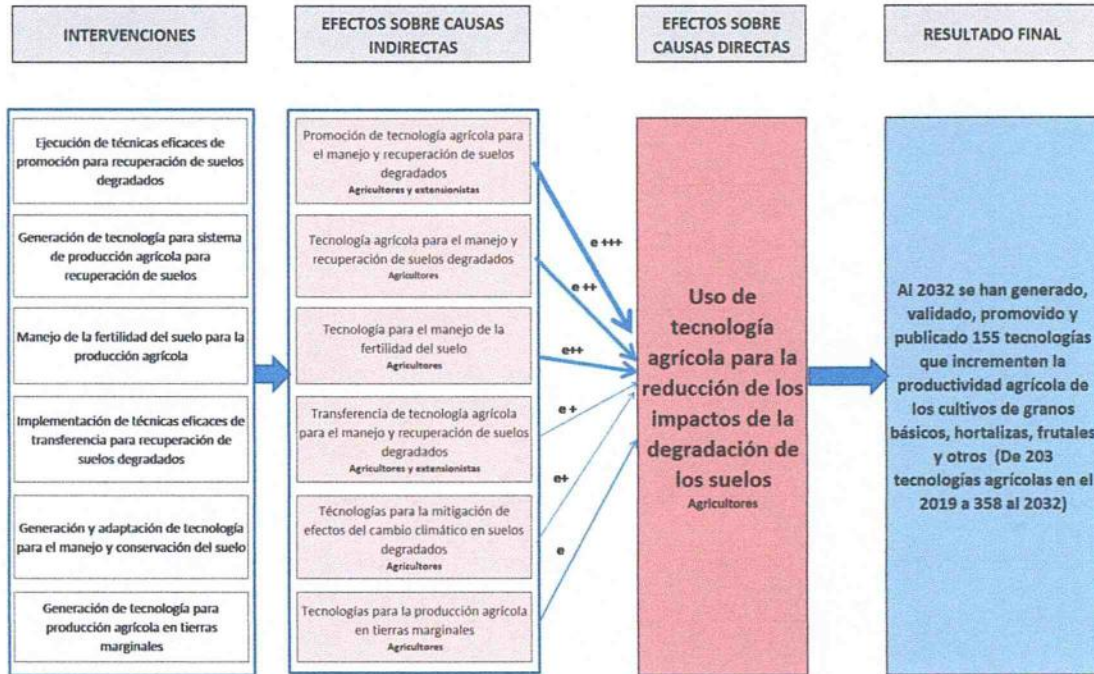 INTERVENCIONES
EFECTOS SOBRE CAUSAS
INDIRECTAS
EFECTOS SOBRE
CAUSAS DIRECTAS
RESULTADO FINAL
Ejecución de técnicas eficaces de
promoción para recuperación de suelos
degradados
Generación de tecnología para sistema
de producción agrícola para
recuperación de suelos
Manejo de la fertilidad del suelo para la
producción agrícola
Implementación de técnicas eficaces de
transferencia para recuperación de
suelos degradados
Generación y adaptación de tecnología
para el manejo y conservación del suelo
Generación de tecnología para
producción agrícola en tierras
marginales
Promoción de tecnología agrícola para
el manejo y recuperación de suelos
degradados
Agricultores y extensionistas
Tecnología agrícola para el manejo y
recuperación de suelos degradados
Agricultores
Tecnología para el manejo de la
fertilidad del suelo
Agricultores
Transferencia de tecnología agrícola
para el manejo y recuperación de suelos
degradados
Agricultores y extensionistas
Técnologías para la mitigación de
efectos del cambio climático en suelos
degradados
Agricultores
Tecnologías para la producción agrícola
en tierras marginales
Agricultores
e +++
e ++
e++
e +
e+
e
Uso de
tecnología
agrícola para la
reducción de los
impactos de la
degradación de
los suelos
Agricultores
Al 2032 se han generado,
validado, promovido y
publicado 155 tecnologías
que incrementen la
productividad agrícola de
los cultivos de granos
básicos, hortalizas, frutales
y otros (De 203
tecnologías agrícolas en el
2019 a 358 al 2032)